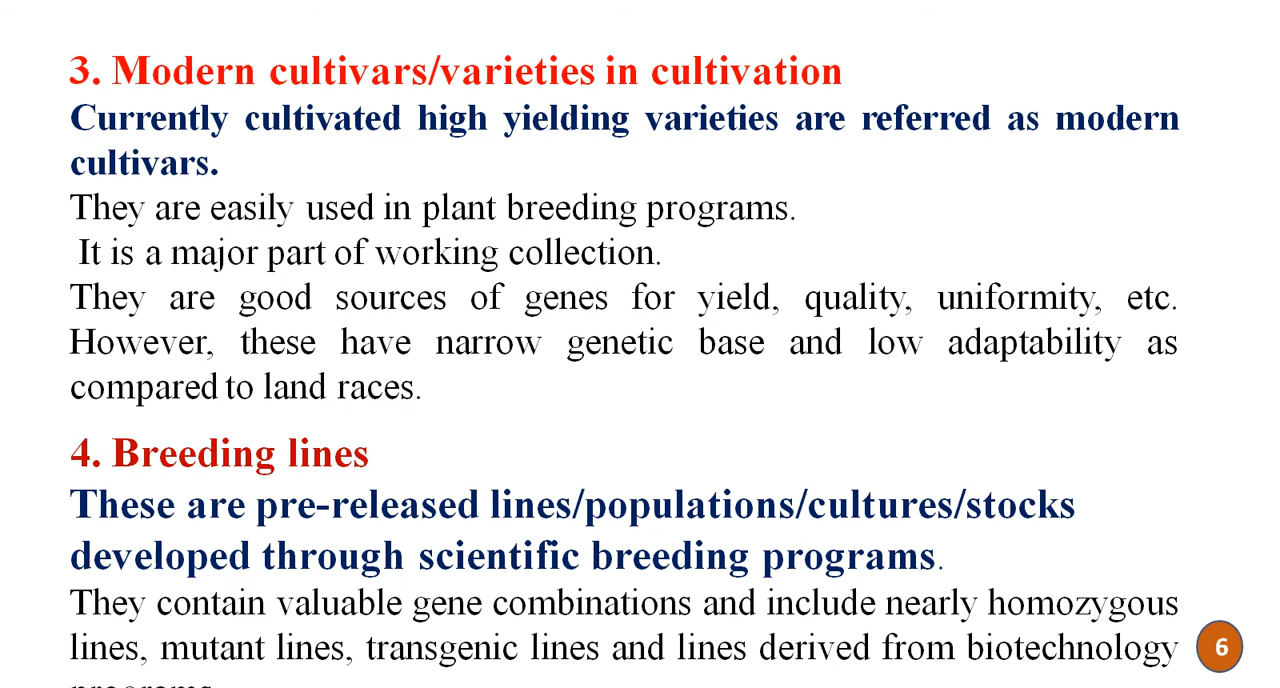 3. Modern cultivars/varieties in cultivation
Currently cultivated high yielding varieties are referred as modern
cultivars.
They are easily used in plant breeding programs.
It is a major part of working collection.
They are good sources of genes for yield, quality, uniformity, etc.
However, these have narrow genetic base and low adaptability as
compared to land races.
4. Breeding lines
These are pre-released lines/populations/cultures/stocks
developed through scientific breeding programs.
They contain valuable gene combinations and include nearly homozygous
lines, mutant lines, transgenic lines and lines derived from biotechnology
6